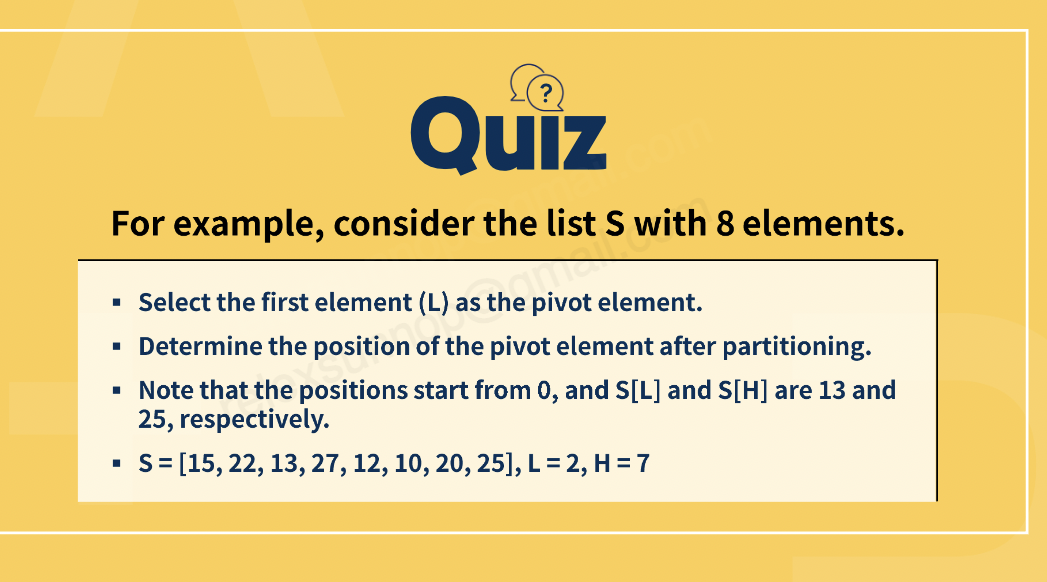 ?
Quiz
For example, consider the list S with 8 elements.
▪ Select the first element (L) as the pivot element.
▪ Determine the position of the pivot element after partitioning.
▪ Note that the positions start from 0, and S[L] and S[H] are 13 and
25, respectively.
▪ S = [15, 22, 13, 27, 12, 10, 20, 25], L = 2, H = 7